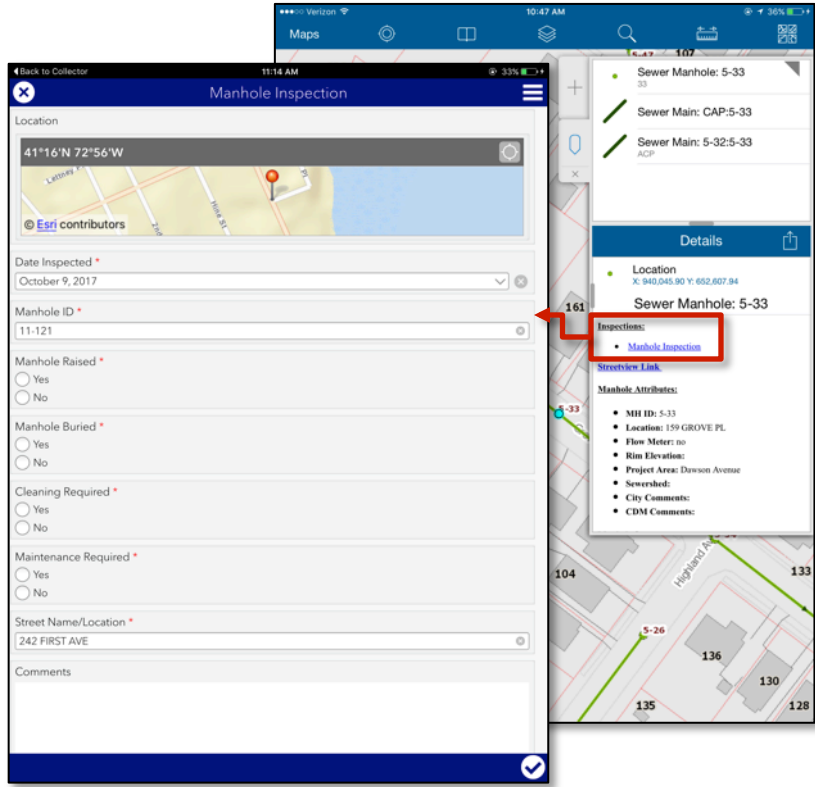 Verizon
10:47 AM
36%
Maps
5-47
107
Sewer Manhole: 5-33
33
Sewer Main: CAP:5-33
Sewer Main: 5-32:5-33
ACP
Details
Location
X: 940,045.90 Y: 652,607.94
Sewer Manhole: 5-33
Inspections:
Manhole Inspection
Streetview Link
Manhole Attributes:
MH ID: 5-33
Location: 159 GROVE PL
Flow Meter: no
Rim Elevation:
Project Area: Dawson Avenue
Sewershed:
City Comments:
CDM Comments:
161
5-33
104
Highland Av
133
5-26
136
130
135
128
Back to Collector
11:14 AM
33%
Manhole Inspection
Location
41°16'N 72°56'W
Hine St
Pl
© Esri contributors
Date Inspected *
October 9, 2017
Manhole ID *
11-121
Manhole Raised *
Yes
No
Manhole Buried *
Yes
No
Cleaning Required *
Yes
No
Maintenance Required *
Yes
No
Street Name/Location *
242 FIRST AVE
Comments